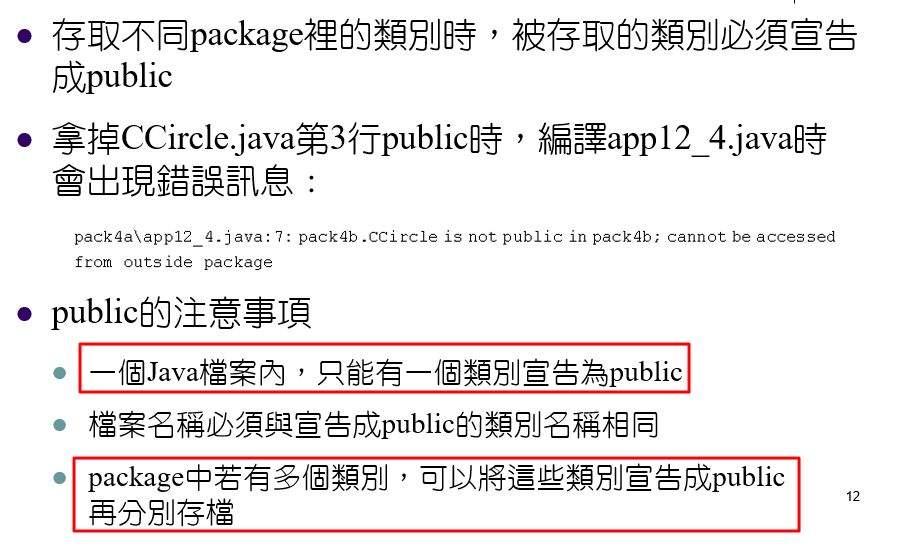 存取不同package裡的類別時，被存取的類別必須宣告
成public
拿掉CCircle.java第3行public時，編譯app12_4.java時
會出現錯誤訊息：
pack4a\app12_4.java:7: pack4b.CCircle is not public in pack4b; cannot be accessed
from outside package
public的注意事項
一個Java檔案內，只能有一個類別宣告為public
檔案名稱必須與宣告成public的類別名稱相同
package中若有多個類別，可以將這些類別宣告成public
再分別存檔
12